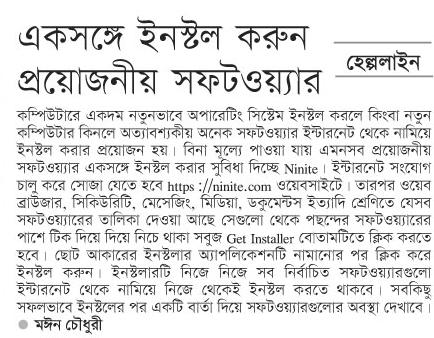 একসঙ্গে ইনস্টল করুন
প্রয়োজনীয় সফটওয়্যার
হেল্পলাইন
কম্পিউটারে একদম নতুনভাবে অপারেটিং সিস্টেম ইনস্টল করলে কিংবা নতুন
কম্পিউটার কিনলে অত্যাবশ্যকীয় অনেক সফটওয়্যার ইন্টারনেট থেকে নামিয়ে
ইনস্টল করার প্রয়োজন হয়। বিনা মূল্যে পাওয়া যায় এমনসব প্রয়োজনীয়
সফটওয়্যার একসঙ্গে ইনস্টল করার সুবিধা দিচ্ছে Ninite। ইন্টারনেট সংযোগ
চালু করে সোজা যেতে হবে https://ninite.com ওয়েবসাইটে। তারপর ওয়েব
ব্রাউজার, সিকিউরিটি, মেসেজিং, মিডিয়া, ডকুমেন্টস ইত্যাদি শ্রেণিতে যেসব
সফটওয়্যারের তালিকা দেওয়া আছে সেগুলো থেকে পছন্দের সফটওয়্যারের
পাশে টিক দিয়ে দিয়ে নিচে থাকা সবুজ Get Installer বোতামটিতে ক্লিক করতে
হবে। ছোট আকারের ইনস্টলার অ্যাপলিকেশনটি নামানোর পর ক্লিক করে
ইনস্টল করুন। ইনস্টলারটি নিজে নিজে সব নির্বাচিত সফটওয়্যারগুলো
ইন্টারনেট থেকে নামিয়ে নিজে থেকেই ইনস্টল করতে থাকবে। সবকিছু
সফলভাবে ইনস্টলের পর একটি বার্তা দিয়ে সফটওয়্যারগুলোর অবস্থা দেখাবে।
● মঈন চৌধুরী